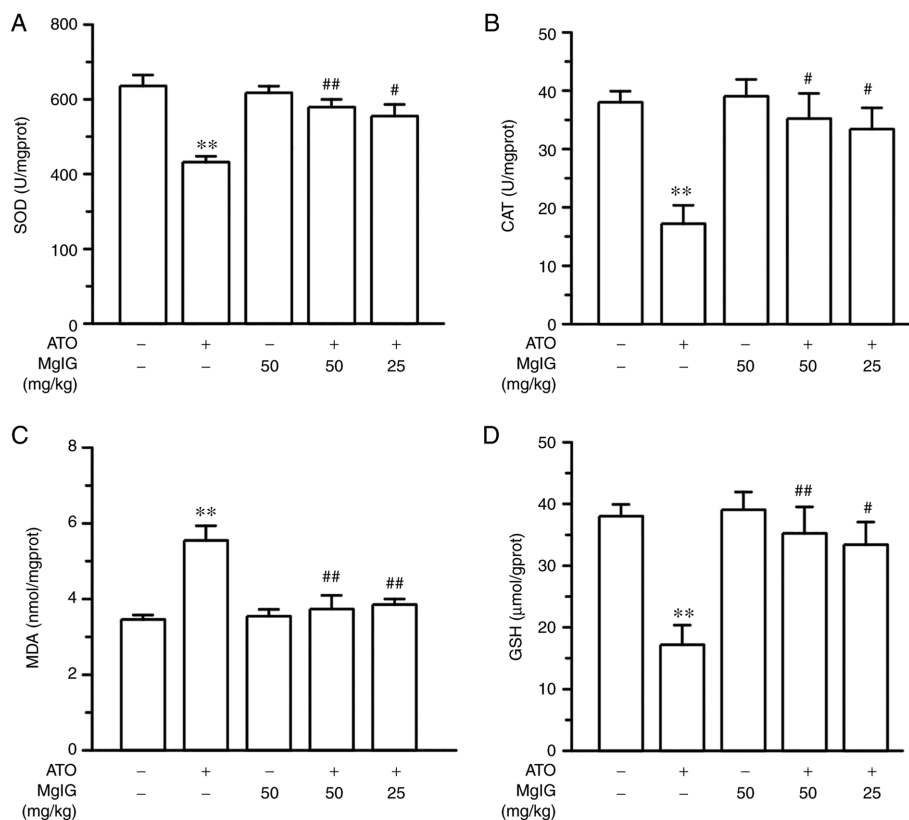 A
800
600
400
100
0
SOD (U/mgprot)
**
##
#
ATO – + – + +
MgIG – – 50 50 25
(mg/kg)
B
50
40
30
20
10
0
CAT (U/mgprot)
**
#
#
ATO – + – + +
MgIG – – 50 50 25
(mg/kg)
C
8
6
4
2
0
MDA (nmol/mgprot)
**
##
##
ATO – + – + +
MgIG – – 50 50 25
(mg/kg)
D
50
40
30
20
10
0
GSH (µmol/gprot)
**
##
#
ATO – + – + +
MgIG – – 50 50 25
(mg/kg)